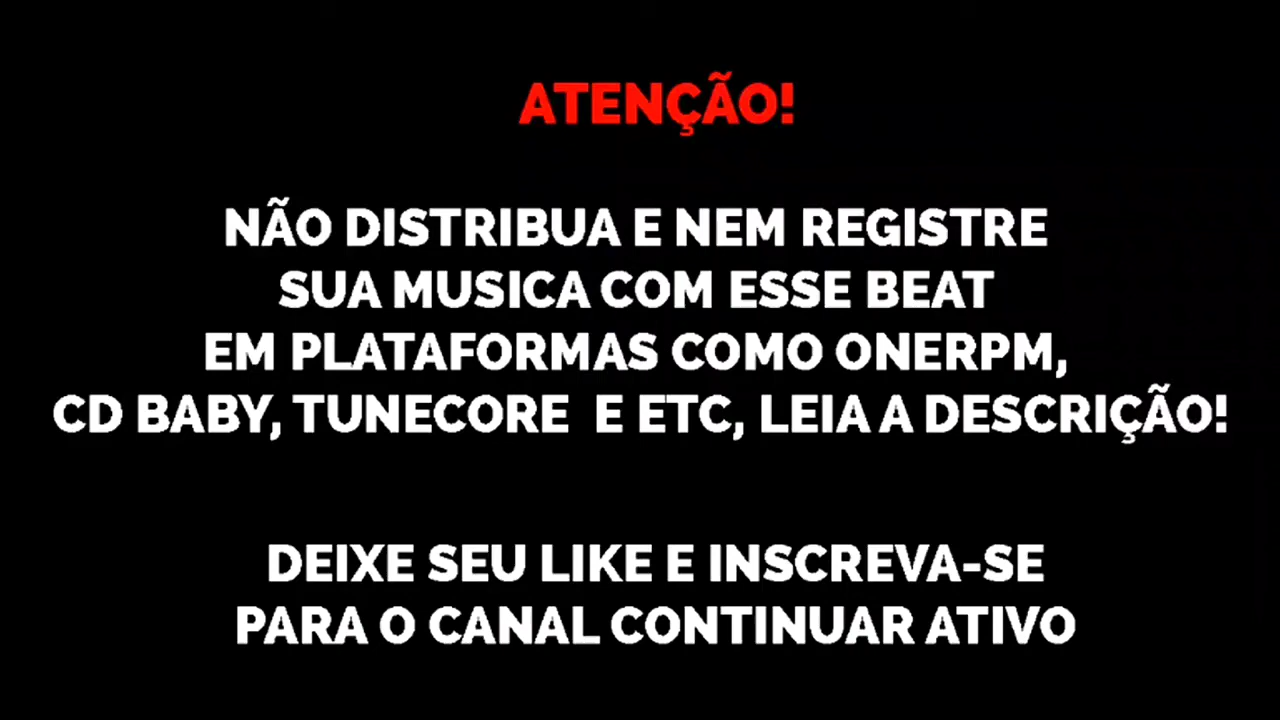 ATENÇÃO!
NÃO DISTRIBUA E NEM REGISTRE
SUA MUSICA COM ESSE BEAT
EM PLATAFORMAS COMO ONERPM,
CD BABY, TUNECORE E ETC, LEIA A DESCRIÇÃO!
DEIXE SEU LIKE E INSCREVA-SE
PARA O CANAL CONTINUAR ATIVO